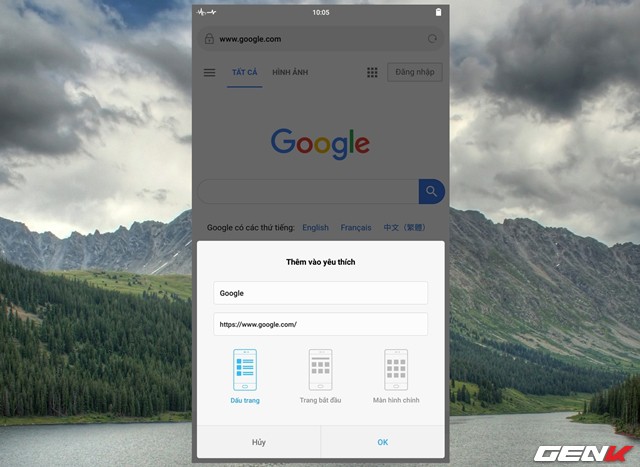 10:05
www.google.com
TẤT CẢ HÌNH ẢNH Đăng nhập
Google
Google có các thứ tiếng: English Français 中文（繁體）
Thêm vào yêu thích
Google
https://www.google.com/
Dấu trang Trang bắt đầu Màn hình chính
Hủy OK
GENK